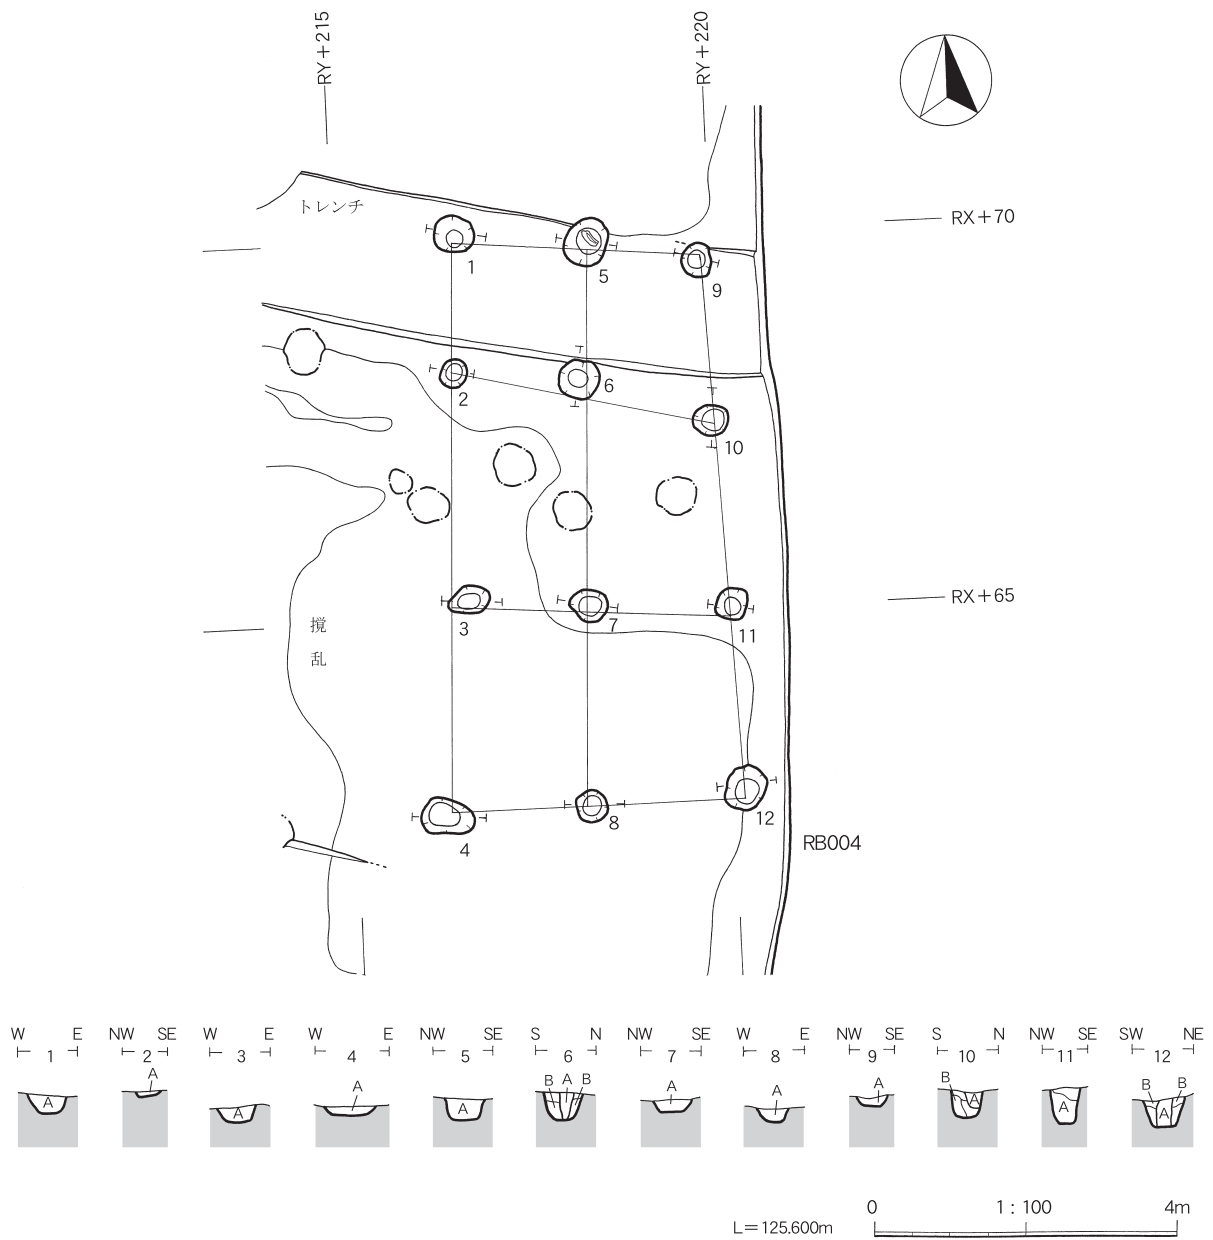 RY+215
RY+220
RX+70
トレンチ
1
5
9
2
6
10
RX+65
3
7
11
撹
乱
4
8
12
RB004
W E NW SE W E W E NW SE S N NW SE W E NW SE S N NW SE SW NE
1 2 3 4 5 6 7 8 9 10 11 12
A A A A A B A B A A A B A A B A B
0 1:100 4m
L=125.600m